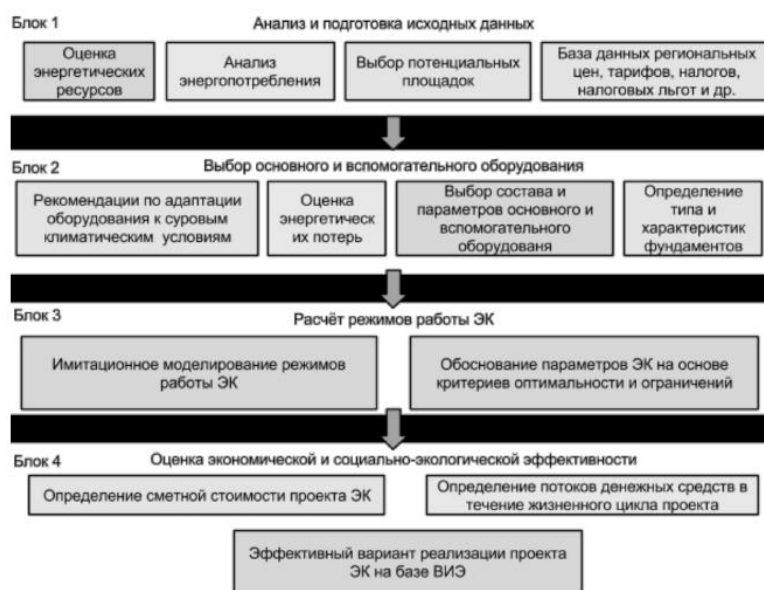 Блок 1
Анализ и подготовка исходных данных
Оценка
энергетических
ресурсов
Анализ
энергопотребления
Выбор потенциальных
площадок
База данных региональных
цен, тарифов, налогов,
налоговых льгот и др.
Блок 2
Выбор основного и вспомогательного оборудования
Рекомендации по адаптации
оборудования к суровым
климатическим условиям
Оценка
энергетическ
их потерь
Выбор состава и
параметров основного и
вспомогательного
оборудованя
Определение
типа и
характеристик
фундаментов
Блок 3
Расчёт режимов работы ЭК
Имитационное моделирование режимов
работы ЭК
Обоснование параметров ЭК на основе
критериев оптимальности и ограничений
Блок 4
Оценка экономической и социально-экологической эффективности
Определение сметной стоимости проекта ЭК
Определение потоков денежных средств в
течение жизненного цикла проекта
Эффективный вариант реализации проекта
ЭК на базе ВИЭ